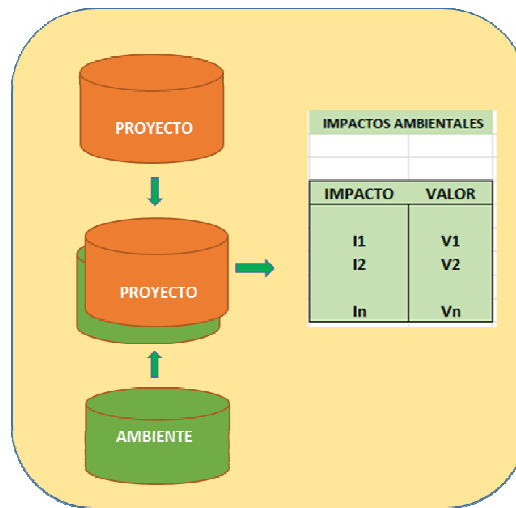 PROYECTO
PROYECTO
AMBIENTE
IMPACTOS AMBIENTALES
IMPACTO VALOR
I1 V1
I2 V2
In Vn